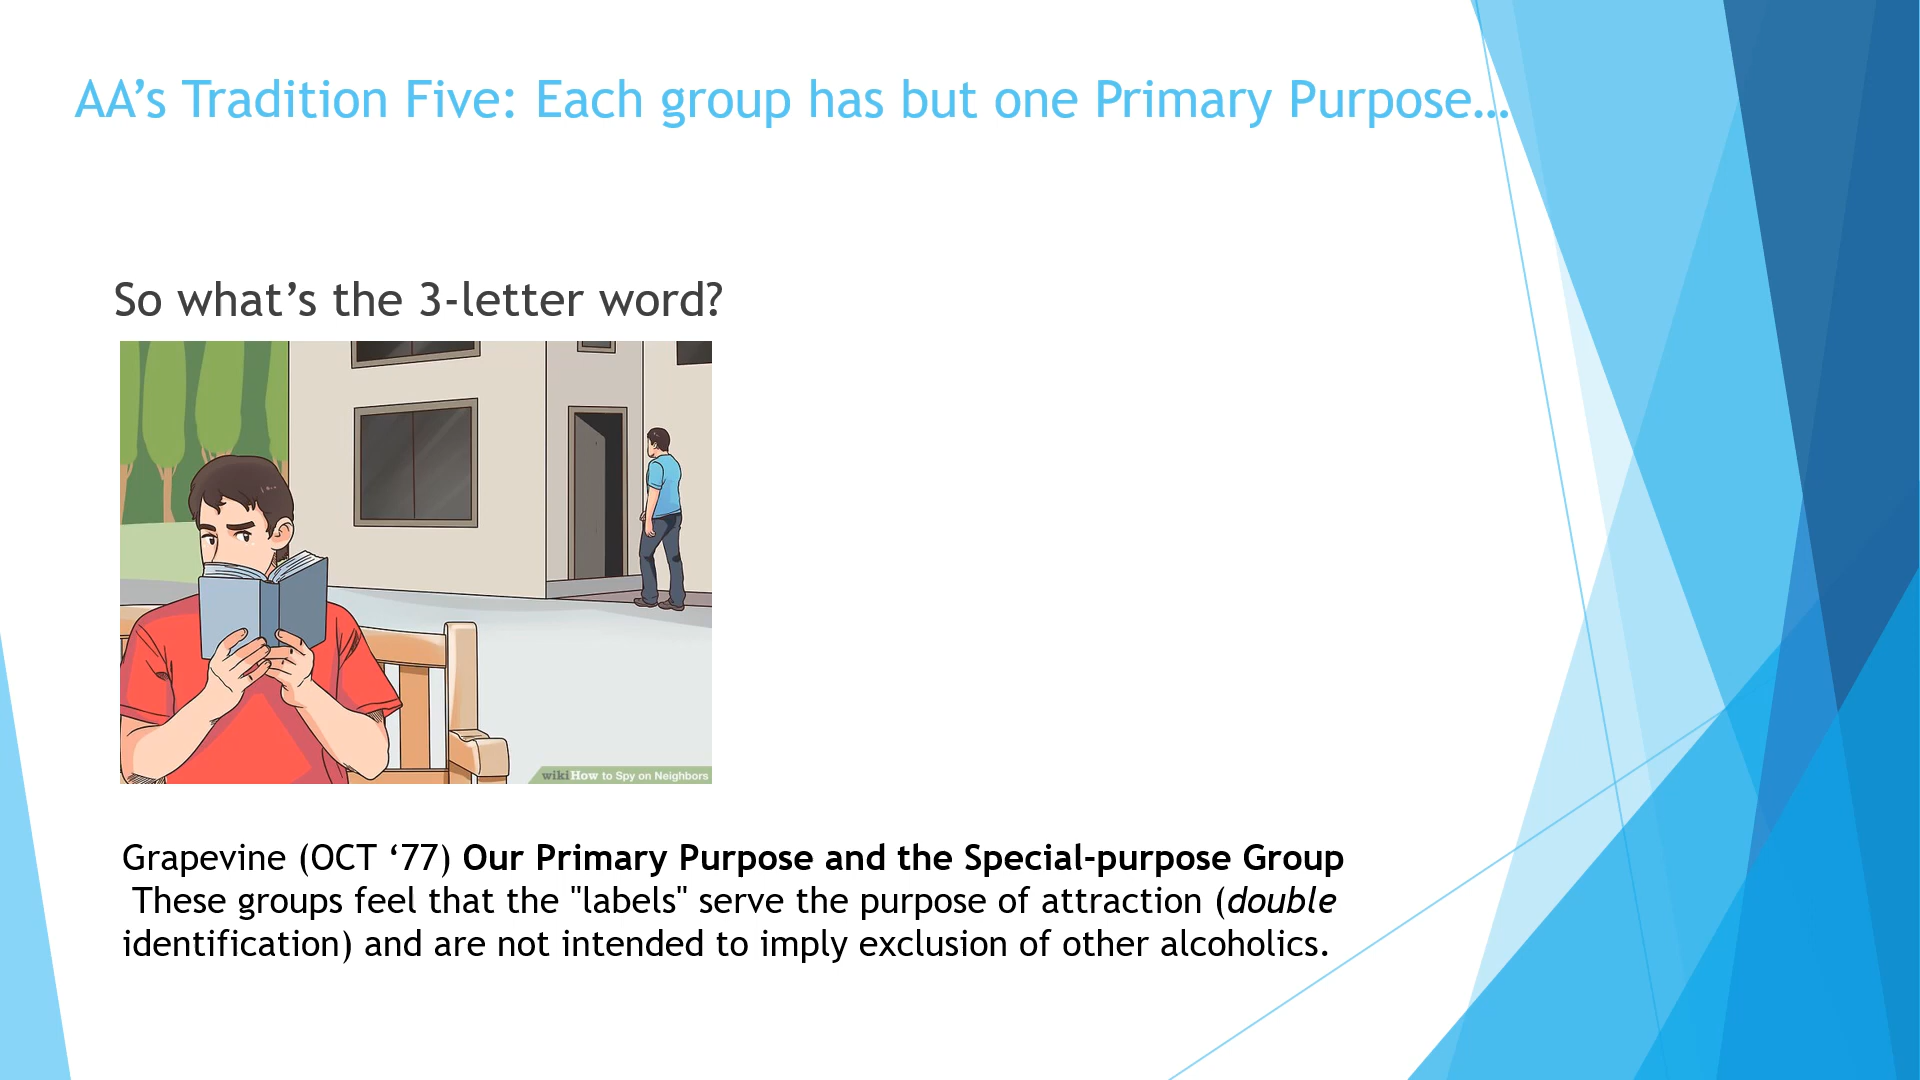 AA’s Tradition Five: Each group has but one Primary Purpose…
So what’s the 3-letter word?
wikiHow to Spy on Neighbors
Grapevine (OCT ‘77) Our Primary Purpose and the Special-purpose Group
These groups feel that the "labels" serve the purpose of attraction (double
identification) and are not intended to imply exclusion of other alcoholics.